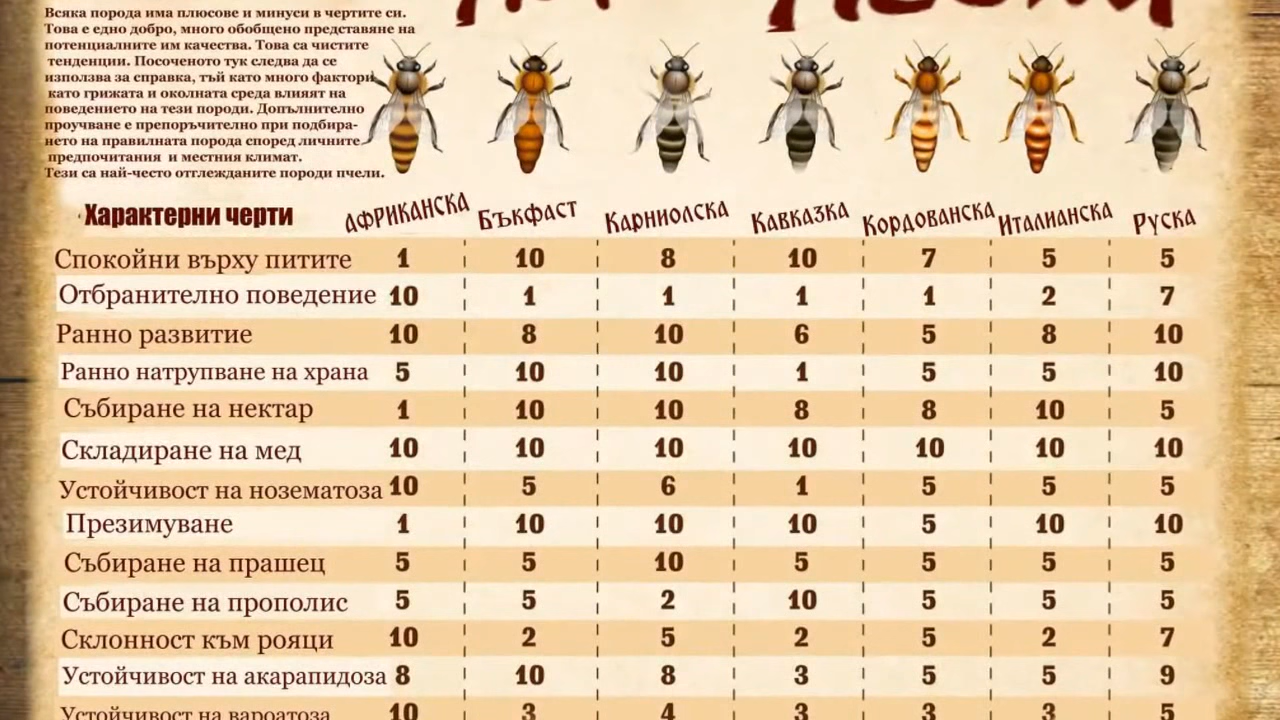 Всяка порода има плюсове и минуси в чертите си.
Това е едно добро, много обобщено представяне на
потенциалните им качества. Това са чистите
тенденции. Посоченото тук следва да се
използва за справка, тъй като много фактори
като грижата и околната среда влияят на
поведението на тези породи. Допълнително
проучване е препоръчително при подбира-
нето на правилната порода според личните
предпочитания и местния климат.
Тези са най-често отглежданите породи пчели.
Характерни черти Африканска Бъкфаст Карниолска Кавказка Кордованска Италианска Руска
Спокойни върху питите 1 10 8 10 7 5 5
Отбранително поведение 10 1 1 1 1 2 7
Ранно развитие 10 8 10 6 5 8 10
Ранно натрупване на храна 5 10 10 1 5 5 10
Събиране на нектар 1 10 10 8 8 10 5
Складиране на мед 10 10 10 10 10 10 10
Устойчивост на нозематоза 10 5 6 1 5 5 5
Презимуване 1 10 10 10 5 10 10
Събиране на прашец 5 5 10 5 5 5 5
Събиране на прополис 5 5 2 10 5 5 5
Склонност към рояци 10 2 5 2 5 2 7
Устойчивост на акарапидоза 8 10 8 3 5 5 9
Устойчивост на вароатоза 10 3 4 3 3 3 5